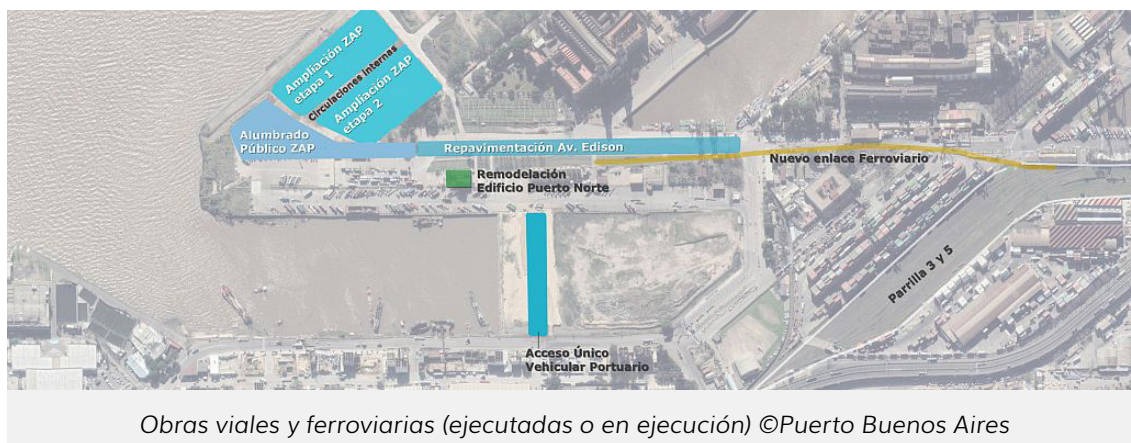 Ampliación ZAP
etapa 1
Circulaciones internas
Ampliación ZAP
etapa 2
Alumbrado
Público ZAP
Repavimentación Av. Edison
Nuevo enlace Ferroviario
Remodelación
Edificio Puerto Norte
Parrilla 3 y 5
Acceso Único
Vehicular Portuario
Obras viales y ferroviarias (ejecutadas o en ejecución) ©Puerto Buenos Aires